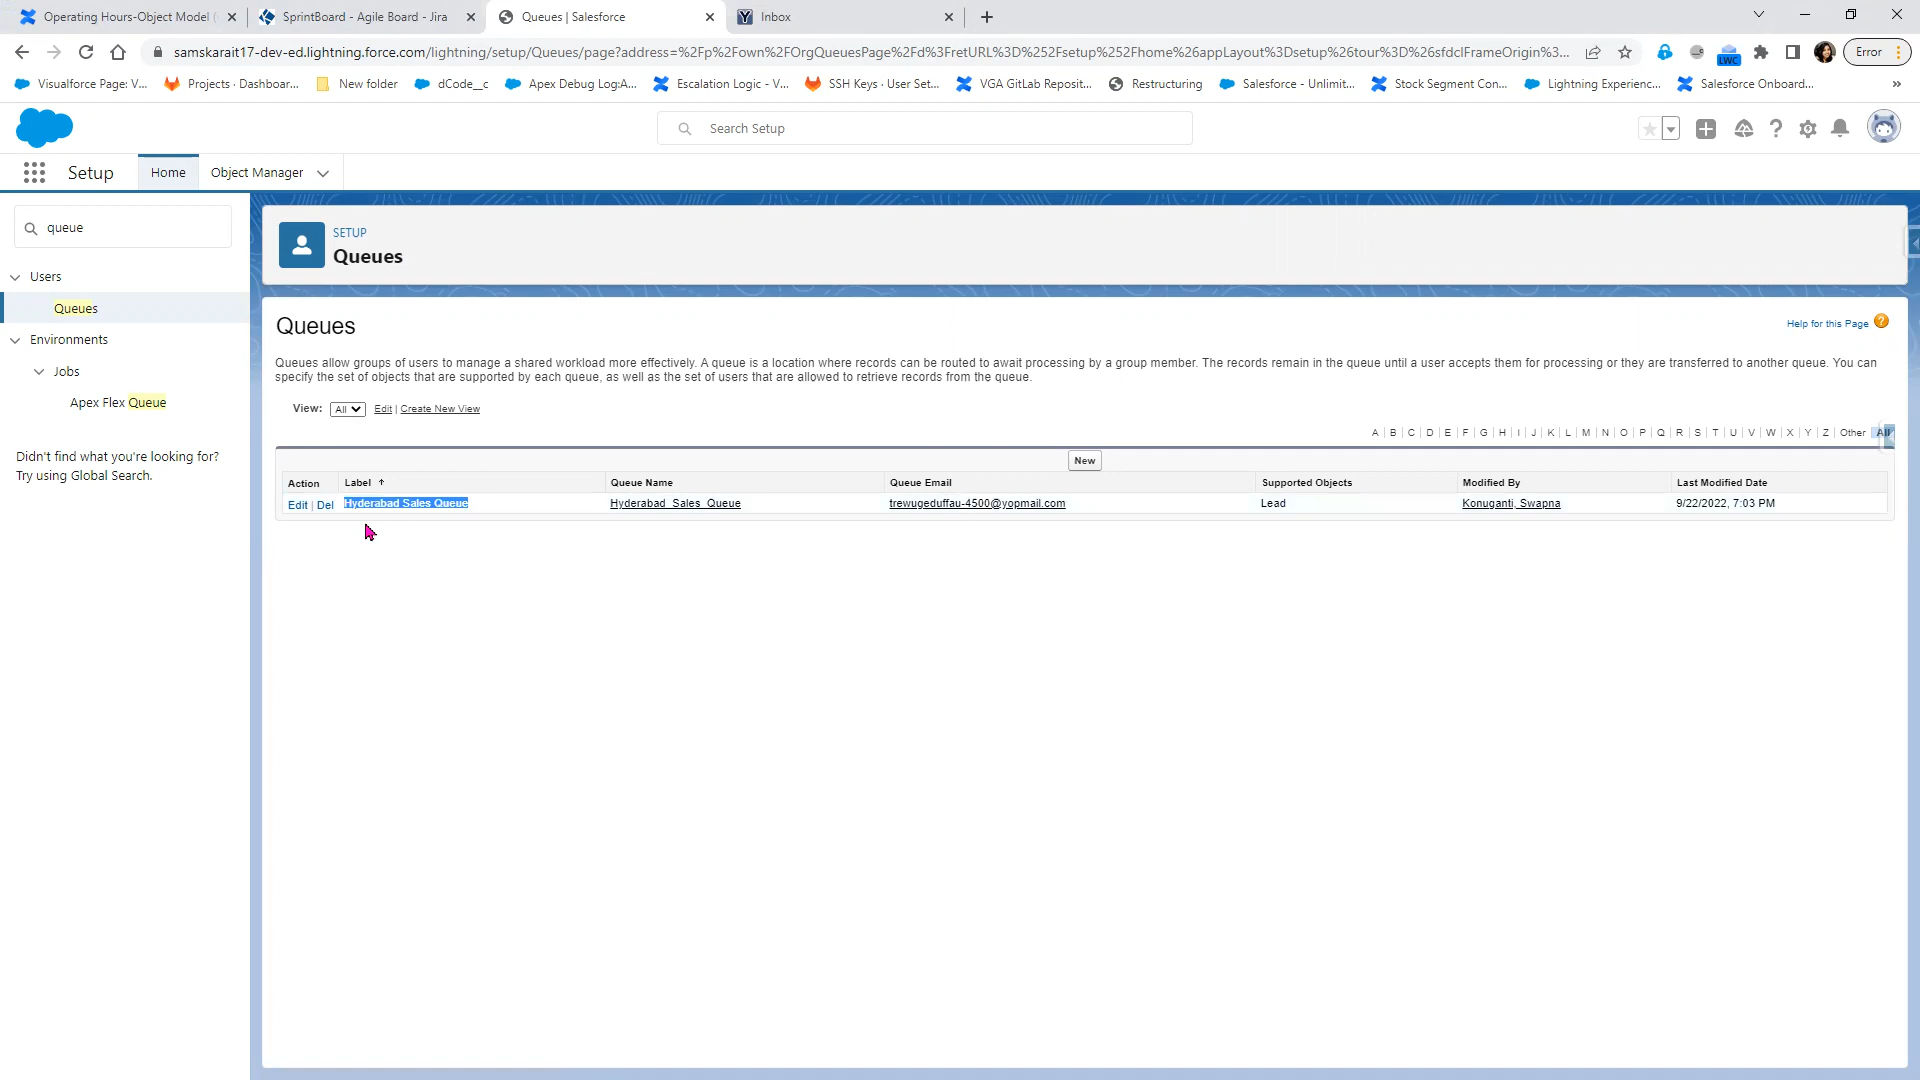 Operating Hours-Object Model (
SprintBoard - Agile Board - Jira
Queues | Salesforce
Inbox
samskarait17-dev-ed.lightning.force.com/lightning/setup/Queues/page?address=%2Fp%2Fown%2FOrgQueuesPage%2Fd%3FretURL%3D%252Fsetup%252Fhome%26appLayout%3Dsetup%26tour%3D%26sfdcIFrameOrigin%3...
LWC
Error
Visualforce Page: V...
Projects · Dashboar...
New folder
dCode__c
Apex Debug Log:A...
Escalation Logic - V...
SSH Keys · User Set...
VGA GitLab Reposit...
Restructuring
Salesforce - Unlimit...
Stock Segment Con...
Lightning Experienc...
Salesforce Onboard...
»
Search Setup
Setup
Home
Object Manager
queue
Users
Queues
Environments
Jobs
Apex Flex Queue
Didn't find what you're looking for?
Try using Global Search.
SETUP
Queues
Queues
Help for this Page
Queues allow groups of users to manage a shared workload more effectively. A queue is a location where records can be routed to await processing by a group member. The records remain in the queue until a user accepts them for processing or they are transferred to another queue. You can
specify the set of objects that are supported by each queue, as well as the set of users that are allowed to retrieve records from the queue.
View: All Edit | Create New View
A | B | C | D | E | F | G | H | I | J | K | L | M | N | O | P | Q | R | S | T | U | V | W | X | Y | Z | Other | All
New
Action Label Queue Name Queue Email Supported Objects Modified By Last Modified Date
Edit | Del Hyderabad Sales Queue Hyderabad_Sales_Queue trewugeduffau-4500@yopmail.com Lead Konuganti, Swapna 9/22/2022, 7:03 PM